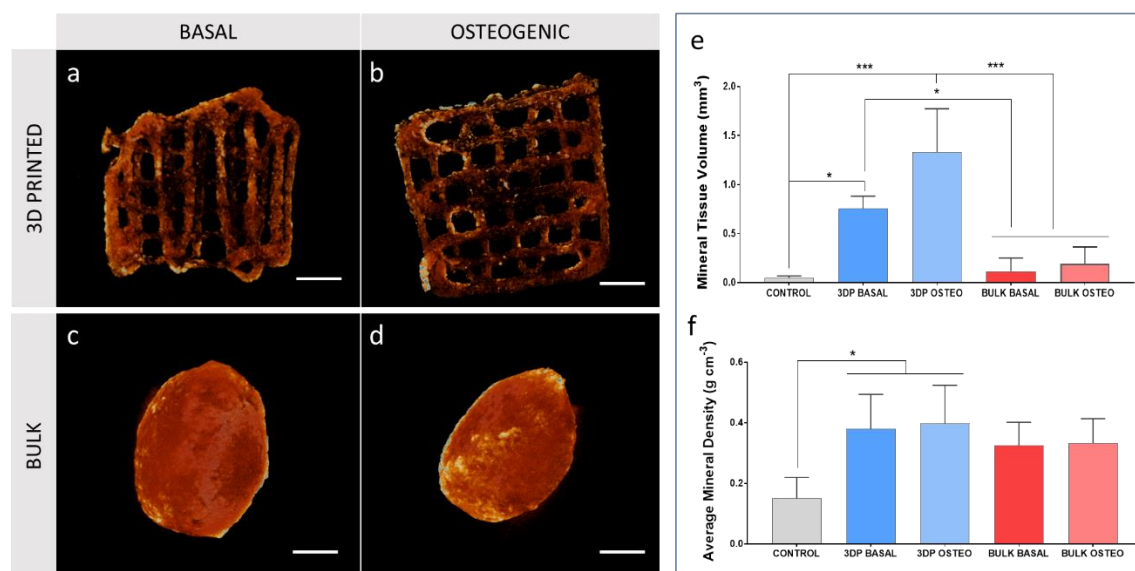 BASAL
OSTEOGENIC
3D PRINTED
a
b
BULK
c
d
e
Mineral Tissue Volume (mm³)
2.0
1.5
1.0
0.5
0.0
***
***
*
*
CONTROL
3DP BASAL
3DP OSTEO
BULK BASAL
BULK OSTEO
f
Average Mineral Density (g cm⁻³)
0.6
0.4
0.2
0.0
*
CONTROL
3DP BASAL
3DP OSTEO
BULK BASAL
BULK OSTEO